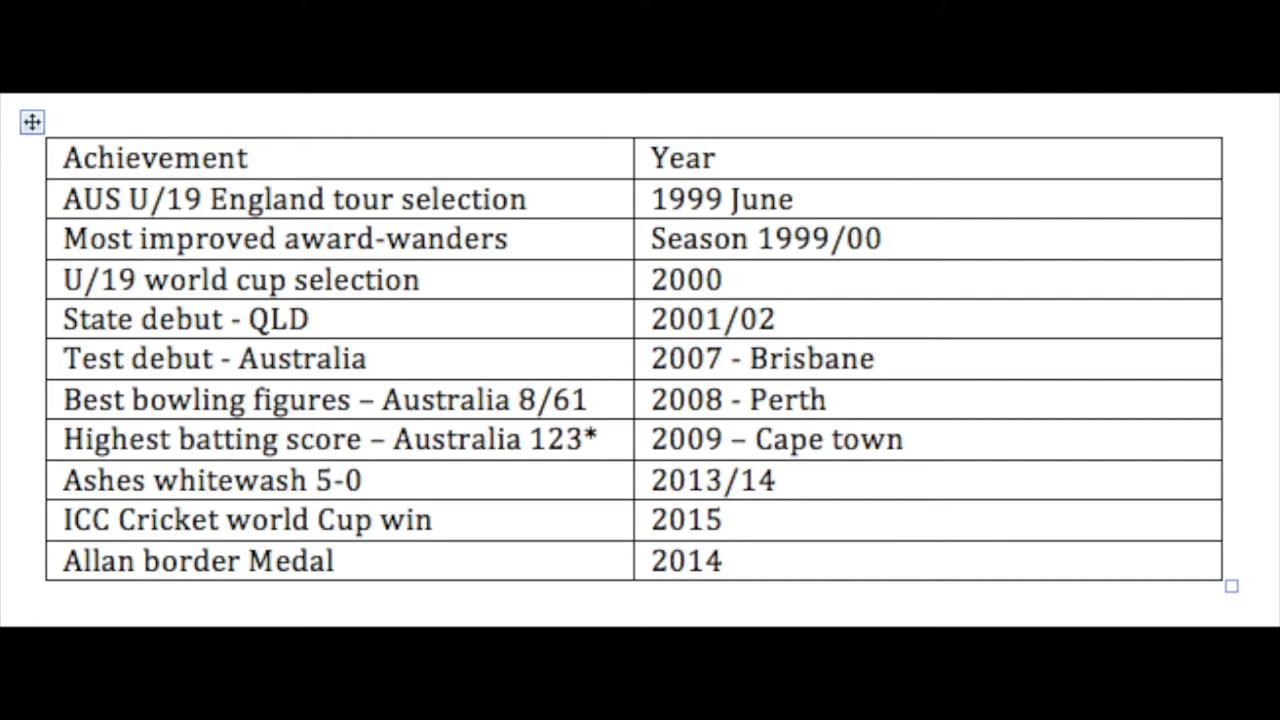 Achievement Year
AUS U/19 England tour selection 1999 June
Most improved award-wanders Season 1999/00
U/19 world cup selection 2000
State debut - QLD 2001/02
Test debut - Australia 2007 - Brisbane
Best bowling figures – Australia 8/61 2008 - Perth
Highest batting score – Australia 123* 2009 – Cape town
Ashes whitewash 5-0 2013/14
ICC Cricket world Cup win 2015
Allan border Medal 2014